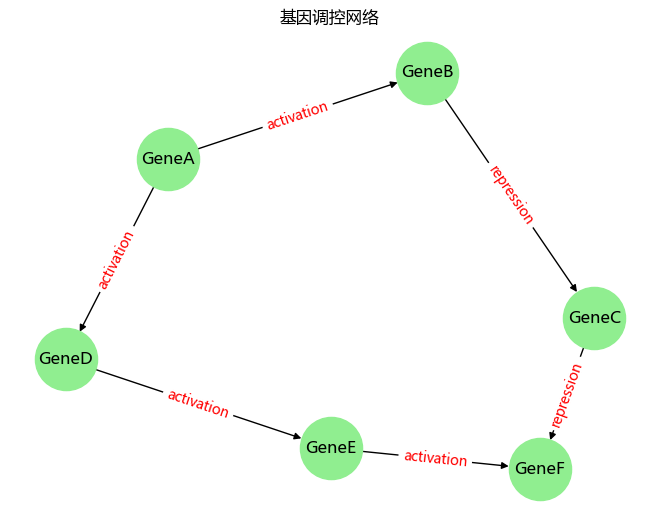 基因调控网络
GeneB
activation
GeneA
repression
activation
GeneC
GeneD
repression
activation
GeneE
activation
GeneF